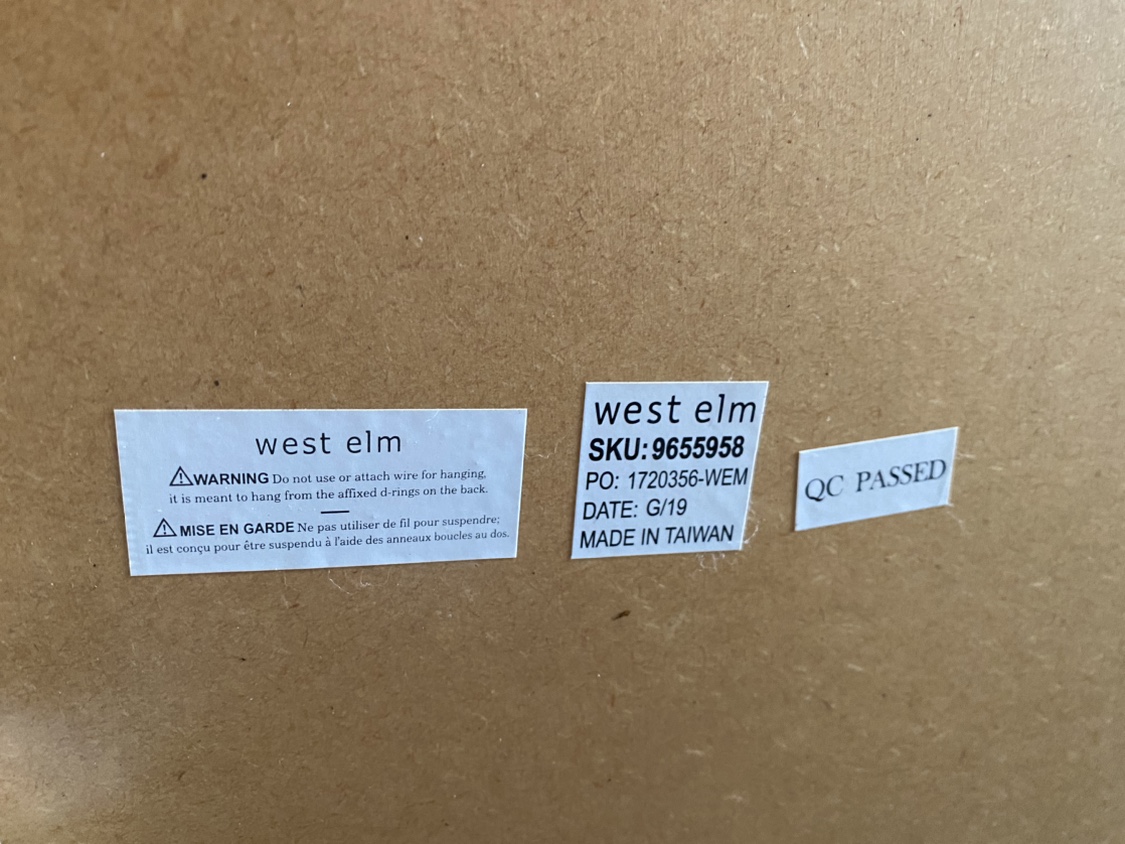 west elm
⚠WARNING Do not use or attach wire for hanging,
it is meant to hang from the affixed d-rings on the back.
⚠ MISE EN GARDE Ne pas utiliser de fil pour suspendre;
il est conçu pour être suspendu à l'aide des anneaux boucles au dos.
west elm
SKU: 9655958
PO: 1720356-WEM
DATE: G/19
MADE IN TAIWAN
QC PASSED